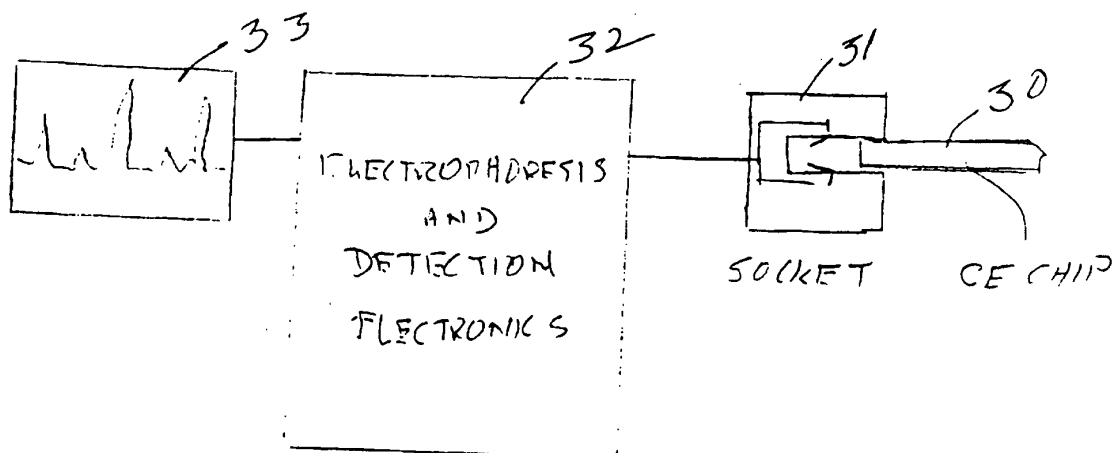 33
32
31
30
ELECTROPHORESIS
AND
DETECTION
ELECTRONICS
SOCKET
CE CHIP